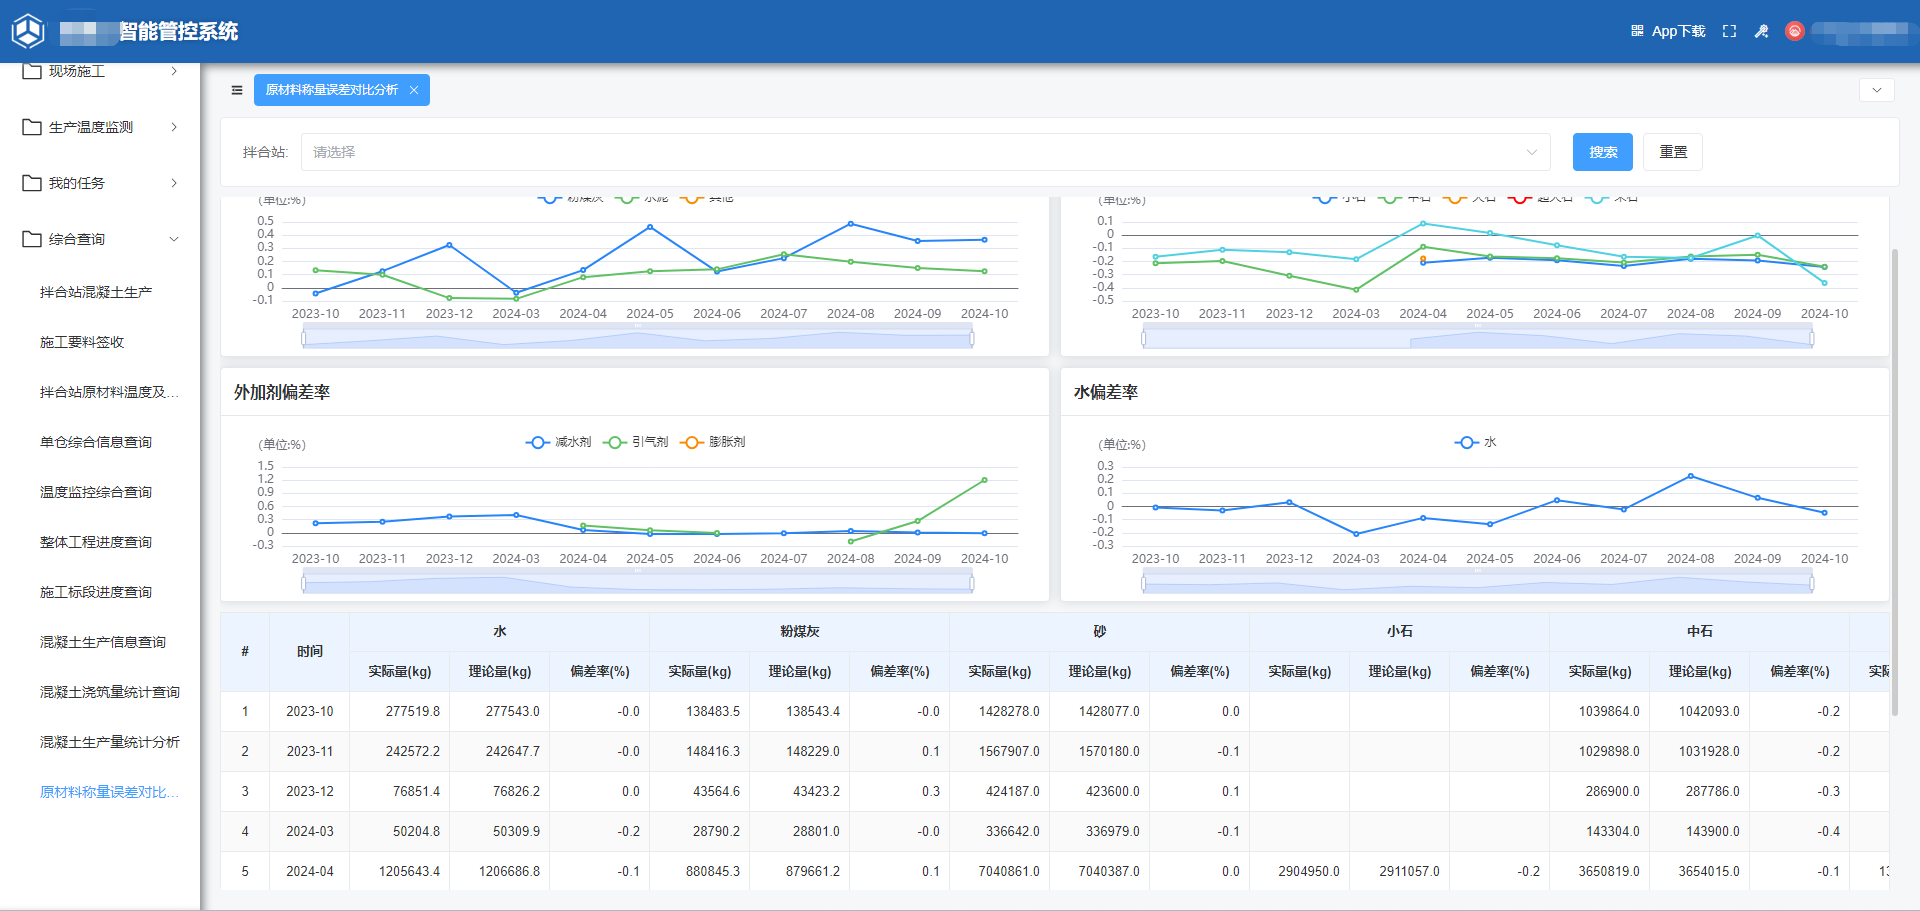 智能管控系统
App下载
现场施工
生产温度监测
我的任务
综合查询
拌合站混凝土生产
施工要料签收
拌合站原材料温度及...
单仓综合信息查询
温度监控综合查询
整体工程进度查询
施工标段进度查询
混凝土生产信息查询
混凝土浇筑量统计查询
混凝土生产量统计分析
原材料称量误差对比...
原材料称量误差对比分析
拌合站: 请选择 搜索 重置
(单位:%) 粉煤灰 水泥 其他
0.5
0.4
0.3
0.2
0.1
0
-0.1
2023-10 2023-11 2023-12 2024-03 2024-04 2024-05 2024-06 2024-07 2024-08 2024-09 2024-10
(单位:%) 小石 中石 大石 超大石 米石
0.1
0
-0.1
-0.2
-0.3
-0.4
-0.5
2023-10 2023-11 2023-12 2024-03 2024-04 2024-05 2024-06 2024-07 2024-08 2024-09 2024-10
外加剂偏差率
(单位:%) 减水剂 引气剂 膨胀剂
1.5
1.2
0.9
0.6
0.3
0
-0.3
2023-10 2023-11 2023-12 2024-03 2024-04 2024-05 2024-06 2024-07 2024-08 2024-09 2024-10
水偏差率
(单位:%) 水
0.3
0.2
0.1
0
-0.1
-0.2
-0.3
2023-10 2023-11 2023-12 2024-03 2024-04 2024-05 2024-06 2024-07 2024-08 2024-09 2024-10
# 时间 水 粉煤灰 砂 小石 中石
实际量(kg) 理论量(kg) 偏差率(%) 实际量(kg) 理论量(kg) 偏差率(%) 实际量(kg) 理论量(kg) 偏差率(%) 实际量(kg) 理论量(kg) 偏差率(%) 实际量(kg) 理论量(kg) 偏差率(%) 实际
1 2023-10 277519.8 277543.0 -0.0 138483.5 138543.4 -0.0 1428278.0 1428077.0 0.0 1039864.0 1042093.0 -0.2
2 2023-11 242572.2 242647.7 -0.0 148416.3 148229.0 0.1 1567907.0 1570180.0 -0.1 1029898.0 1031928.0 -0.2
3 2023-12 76851.4 76826.2 0.0 43564.6 43423.2 0.3 424187.0 423600.0 0.1 286900.0 287786.0 -0.3
4 2024-03 50204.8 50309.9 -0.2 28790.2 28801.0 -0.0 336642.0 336979.0 -0.1 143304.0 143900.0 -0.4
5 2024-04 1205643.4 1206686.8 -0.1 880845.3 879661.2 0.1 7040861.0 7040387.0 0.0 2904950.0 2911057.0 -0.2 3650819.0 3654015.0 -0.1